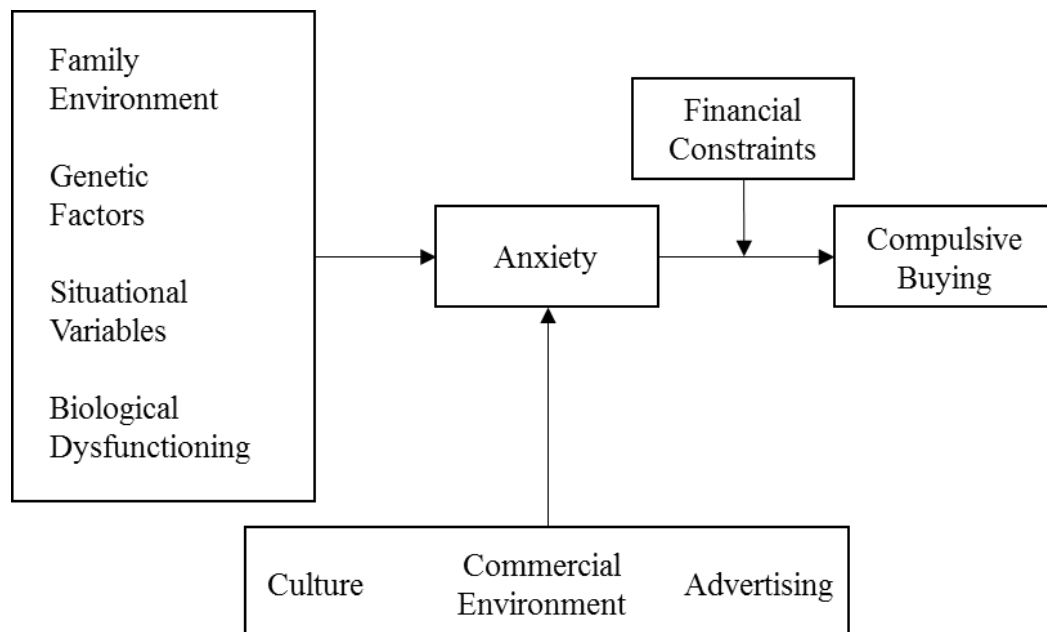 Family
Environment
Genetic
Factors
Situational
Variables
Biological
Dysfunctioning
Financial
Constraints
Anxiety
Compulsive
Buying
Culture
Commercial
Environment
Advertising